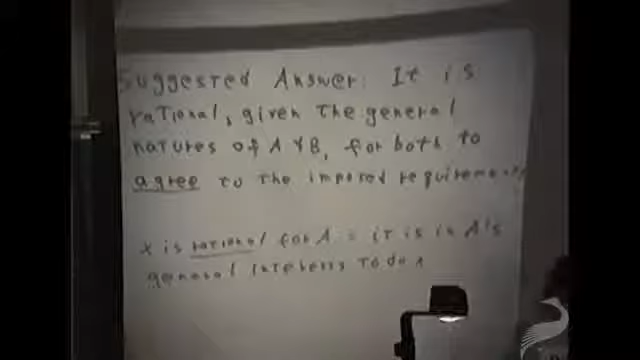 Suggested Answer: It is
rational, given the general
natures of A & B, for both to
agree to the imposed requirements
x is rational for A = it is in A's
general interests to do x